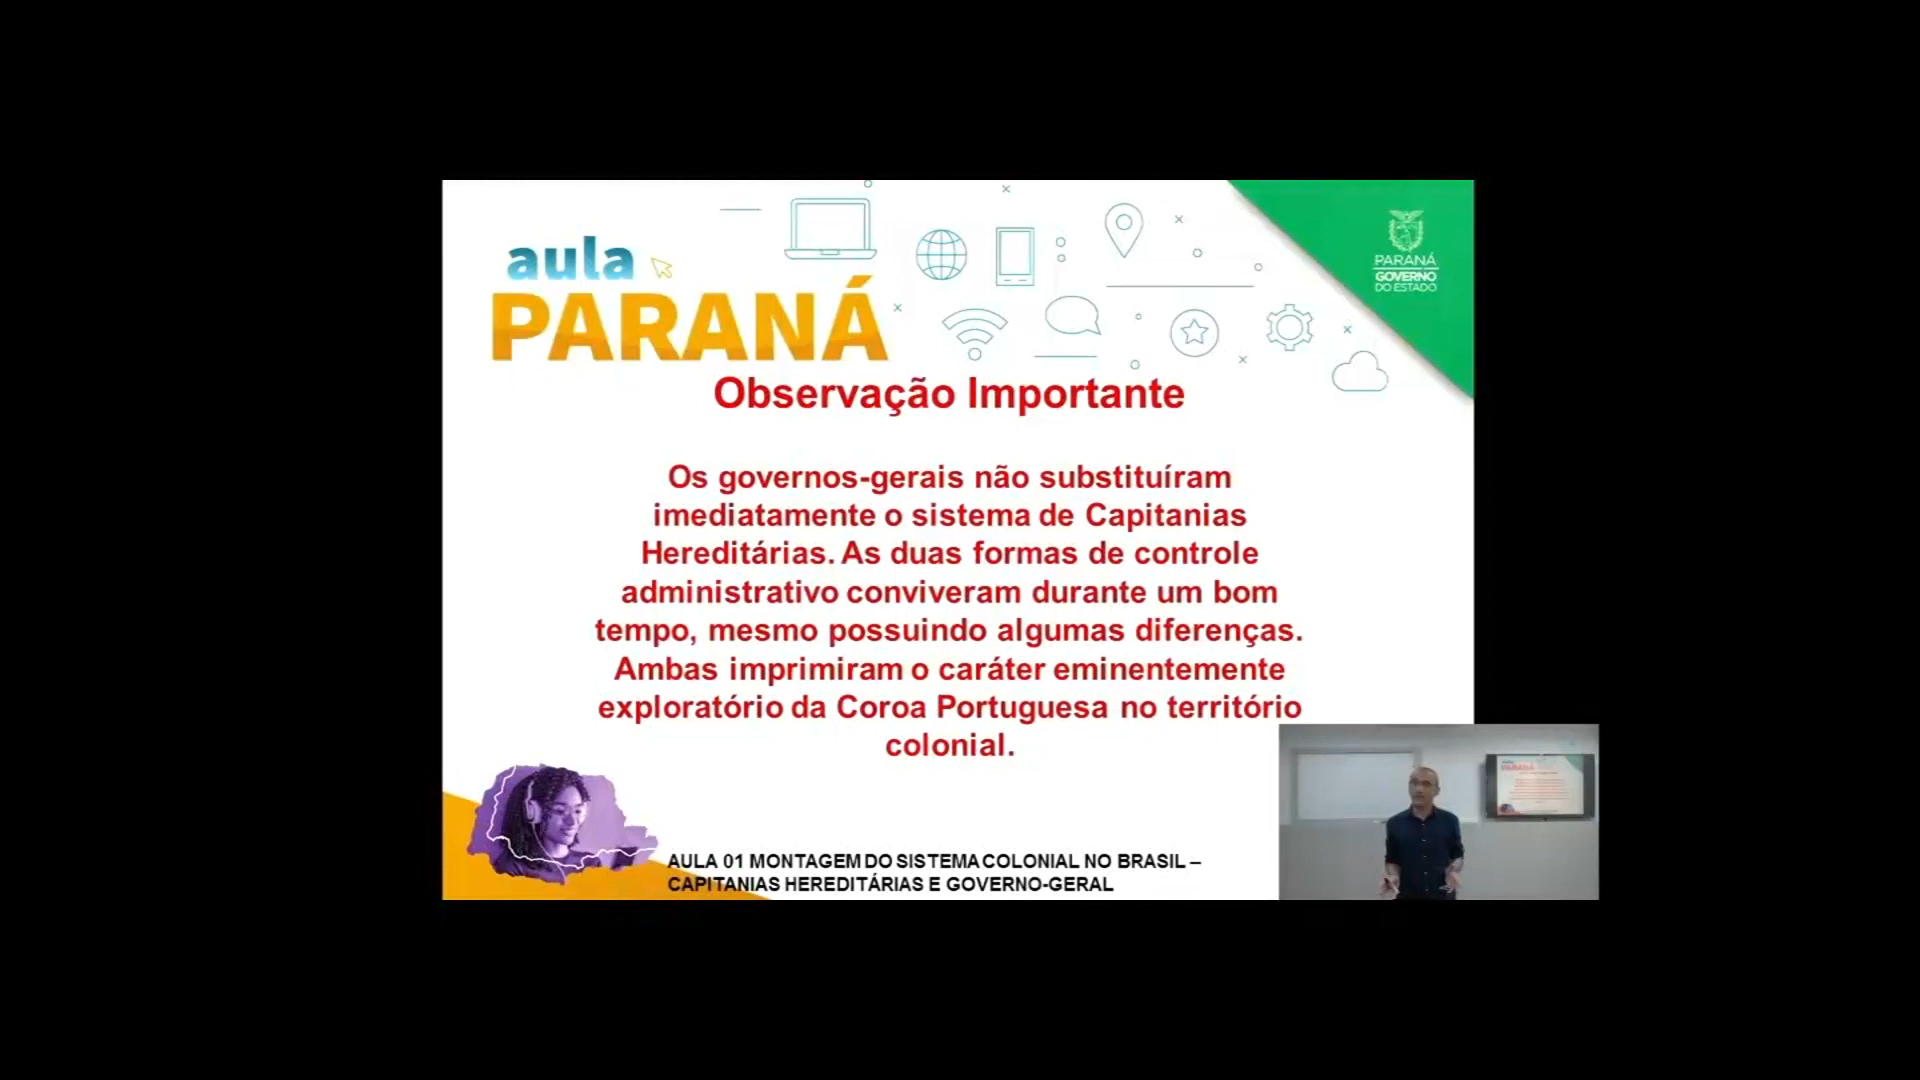 aula
PARANÁ
PARANÁ
GOVERNO
DO ESTADO
Observação Importante
Os governos-gerais não substituíram
imediatamente o sistema de Capitanias
Hereditárias. As duas formas de controle
administrativo conviveram durante um bom
tempo, mesmo possuindo algumas diferenças.
Ambas imprimiram o caráter eminentemente
exploratório da Coroa Portuguesa no território
colonial.
AULA 01 MONTAGEM DO SISTEMA COLONIAL NO BRASIL –
CAPITANIAS HEREDITÁRIAS E GOVERNO-GERAL